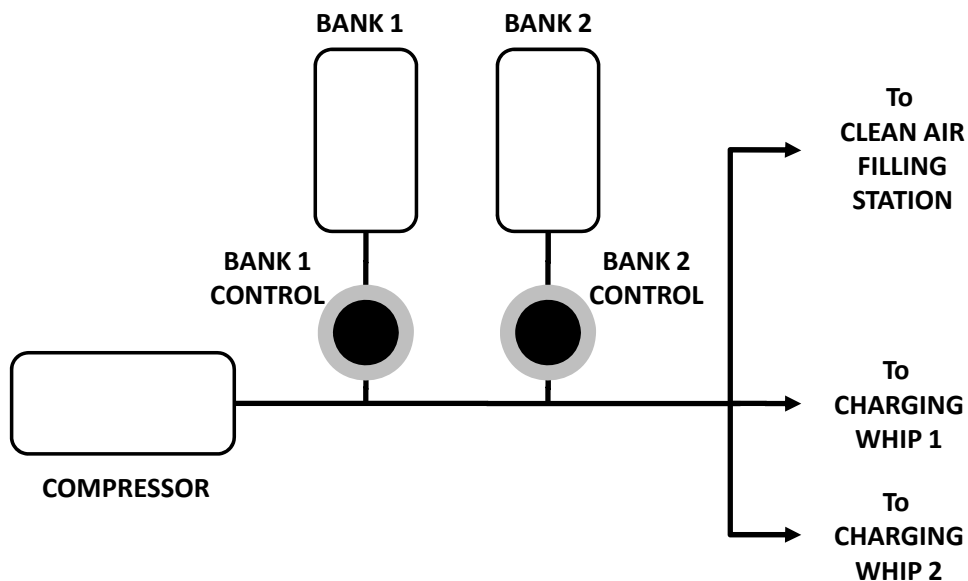 BANK 1
BANK 2
To
CLEAN AIR
FILLING
STATION
BANK 1
CONTROL
BANK 2
CONTROL
To
CHARGING
WHIP 1
COMPRESSOR
To
CHARGING
WHIP 2